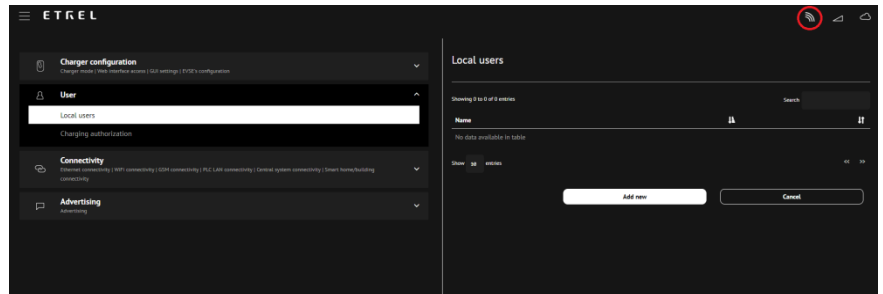 ETREL
Charger configuration
Charger mode | Web interface access | GUI settings | EVSE's configuration
User
Local users
Charging authorization
Connectivity
Ethernet connectivity | WIFI connectivity | GSM connectivity | PLC LAN connectivity | Central system connectivity | Smart home/building
connectivity
Advertising
Advertising
Local users
Showing 0 to 0 of 0 entries
Search
Name
No data available in table
Show 10 entries
Add new
Cancel